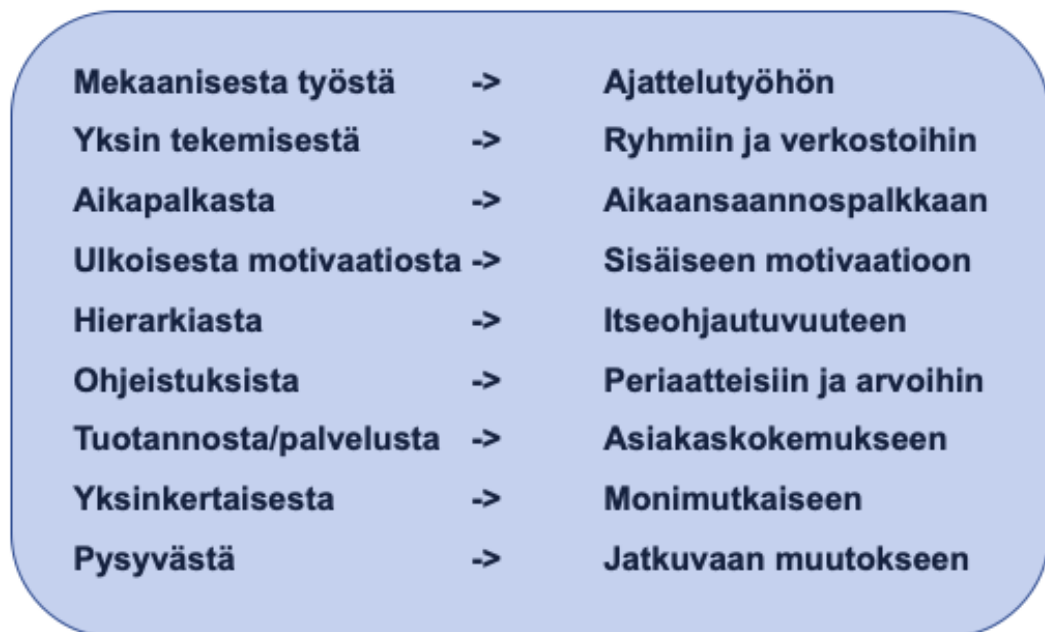 Mekaanisesta työstä -> Ajattelutyöhön
Yksin tekemisestä -> Ryhmiin ja verkostoihin
Aikapalkasta -> Aikaansaannospalkkaan
Ulkoisesta motivaatiosta -> Sisäiseen motivaatioon
Hierarkiasta -> Itseohjautuvuuteen
Ohjeistuksista -> Periaatteisiin ja arvoihin
Tuotannosta/palvelusta -> Asiakaskokemukseen
Yksinkertaisesta -> Monimutkaiseen
Pysyvästä -> Jatkuvaan muutokseen